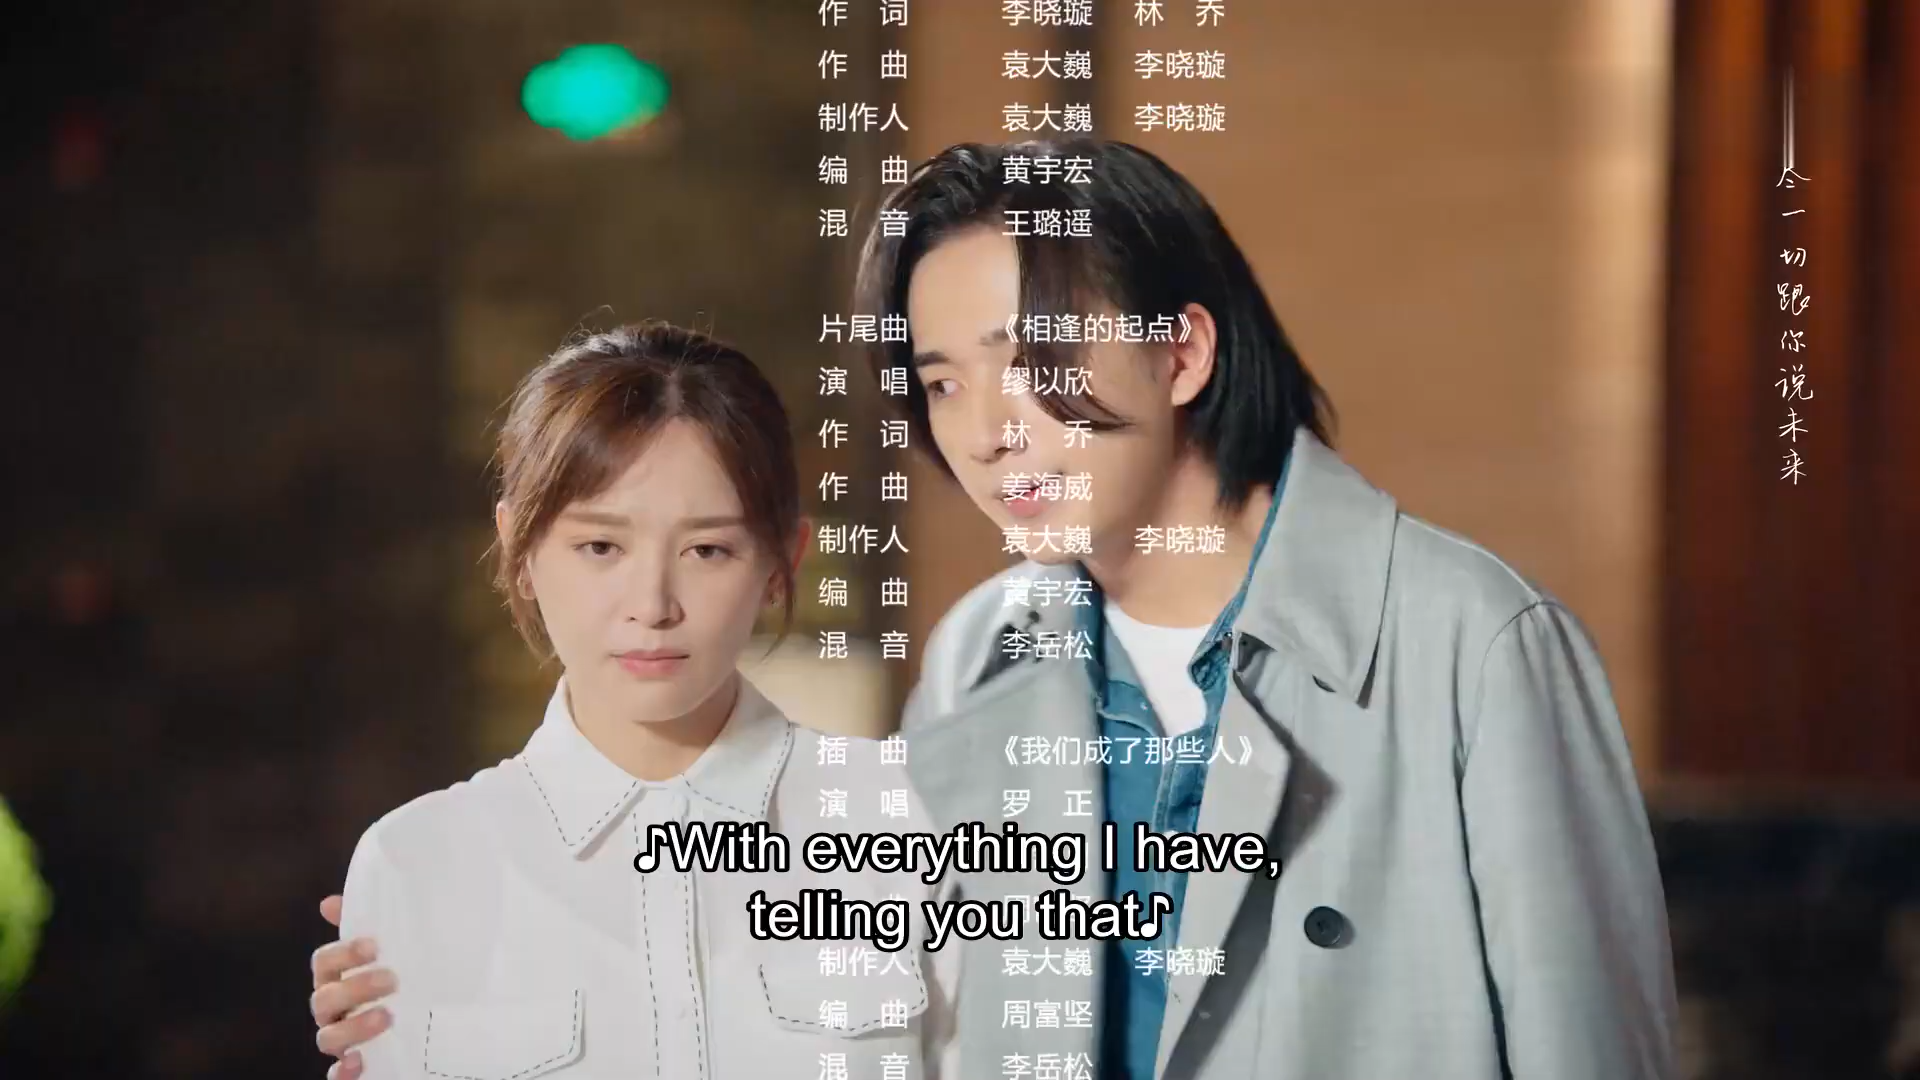 作 词 李晓璇 林 乔
作 曲 袁大巍 李晓璇
制作人 袁大巍 李晓璇
编 曲 黄宇宏
混 音 王璐遥
片尾曲 《相逢的起点》
演 唱 缪以欣
作 词 林 乔
作 曲 姜海威
制作人 袁大巍 李晓璇
编 曲 黄宇宏
混 音 李岳松
插 曲 《我们成了那些人》
演 唱 罗 正
♪With everything I have,
telling you that♪
制作人 袁大巍 李晓璇
编 曲 周富坚
混 音 李岳松
尽一切跟你说未来